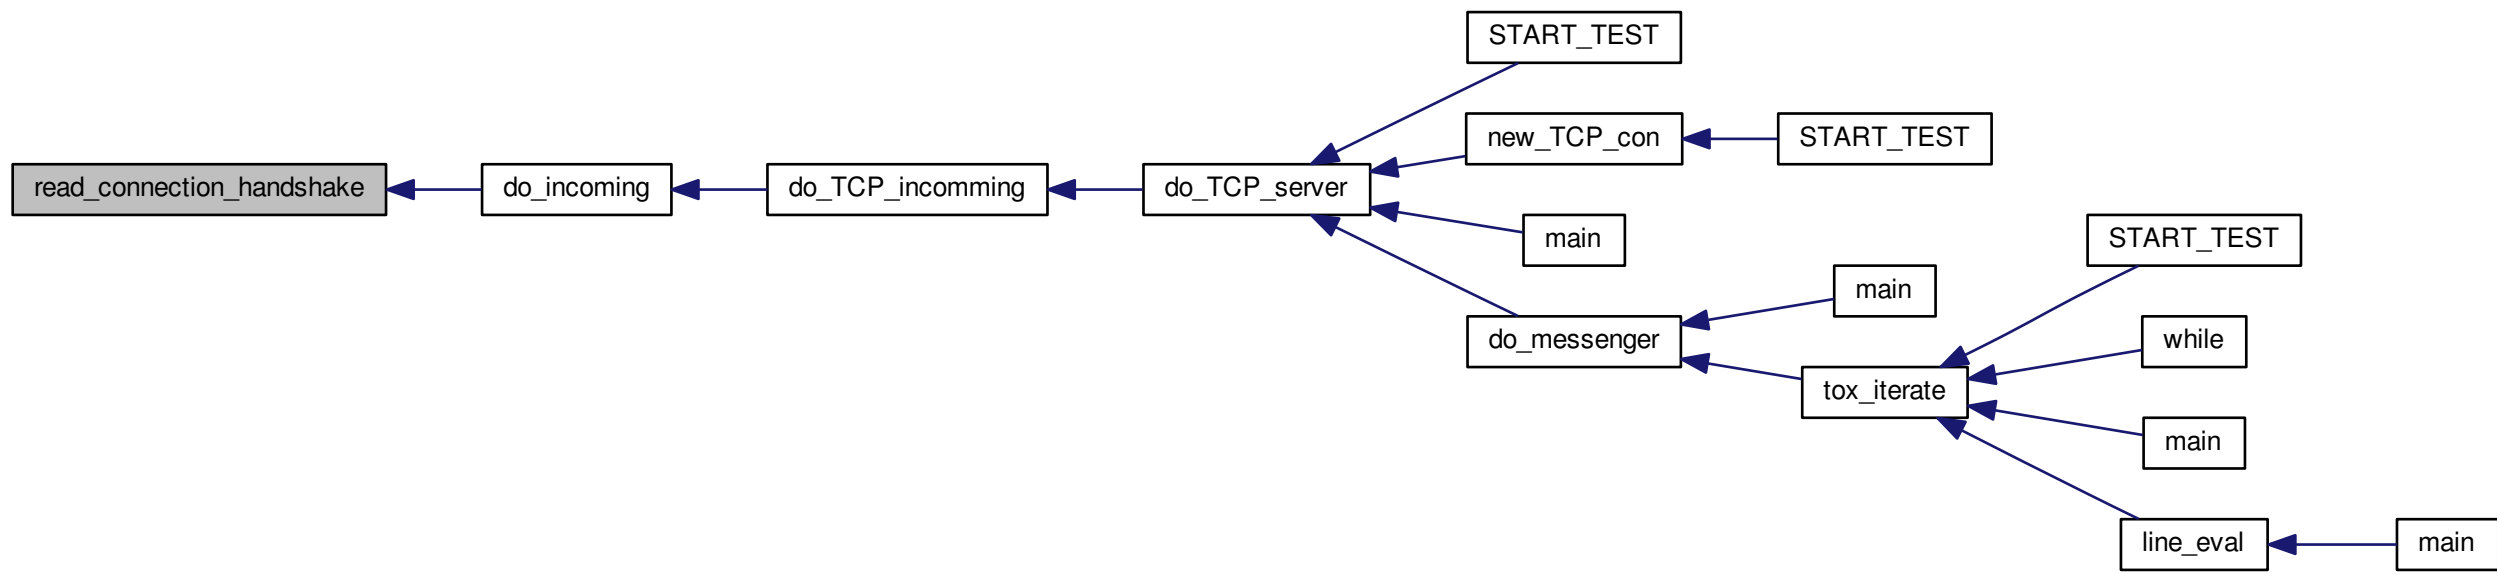 START_TEST
new_TCP_con
START_TEST
read_connection_handshake
do_incoming
do_TCP_incomming
do_TCP_server
main
START_TEST
main
do_messenger
while
tox_iterate
main
line_eval
main